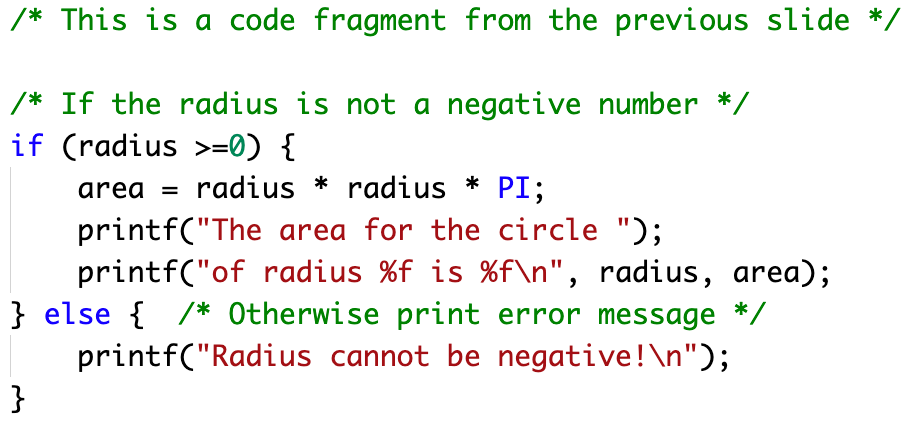 /* This is a code fragment from the previous slide */
/* If the radius is not a negative number */
if (radius >=0) {
    area = radius * radius * PI;
    printf("The area for the circle ");
    printf("of radius %f is %f\n", radius, area);
} else {  /* Otherwise print error message */
    printf("Radius cannot be negative!\n");
}